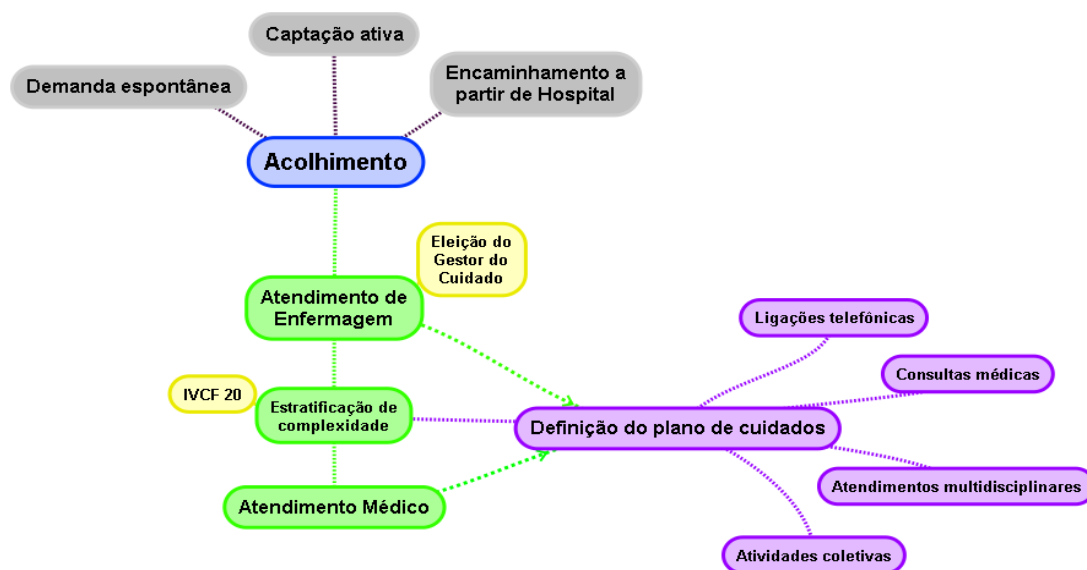 Captação ativa
Demanda espontânea
Encaminhamento a
partir de Hospital
Acolhimento
Eleição do
Gestor do
Cuidado
Atendimento de
Enfermagem
Ligações telefônicas
Consultas médicas
IVCF 20
Estratificação de
complexidade
Definição do plano de cuidados
Atendimentos multidisciplinares
Atendimento Médico
Atividades coletivas